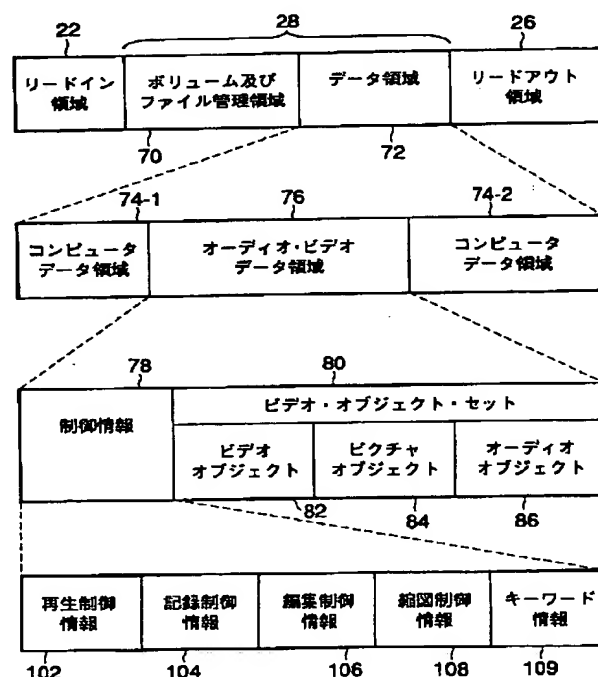 22
28
26
リードイン
領域
ボリューム及び
ファイル管理領域
データ領域
リードアウト
領域
70
72
74-1
76
74-2
コンピュータ
データ領域
オーディオ・ビデオ
データ領域
コンピュータ
データ領域
78
80
制御情報
ビデオ・オブジェクト・セット
ビデオ
オブジェクト
ピクチャ
オブジェクト
オーディオ
オブジェクト
82
84
86
再生制御
情報
記録制御
情報
編集制御
情報
縮図制御
情報
キーワード
情報
102
104
106
108
109